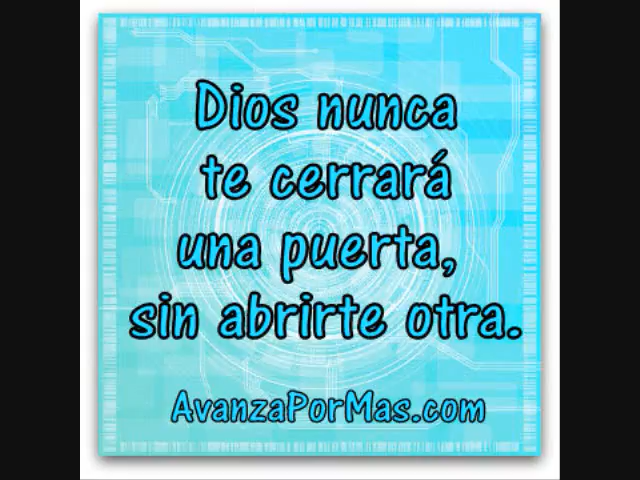 Dios nunca
te cerrará
una puerta,
sin abrirte otra.
AvanzaPorMas.com